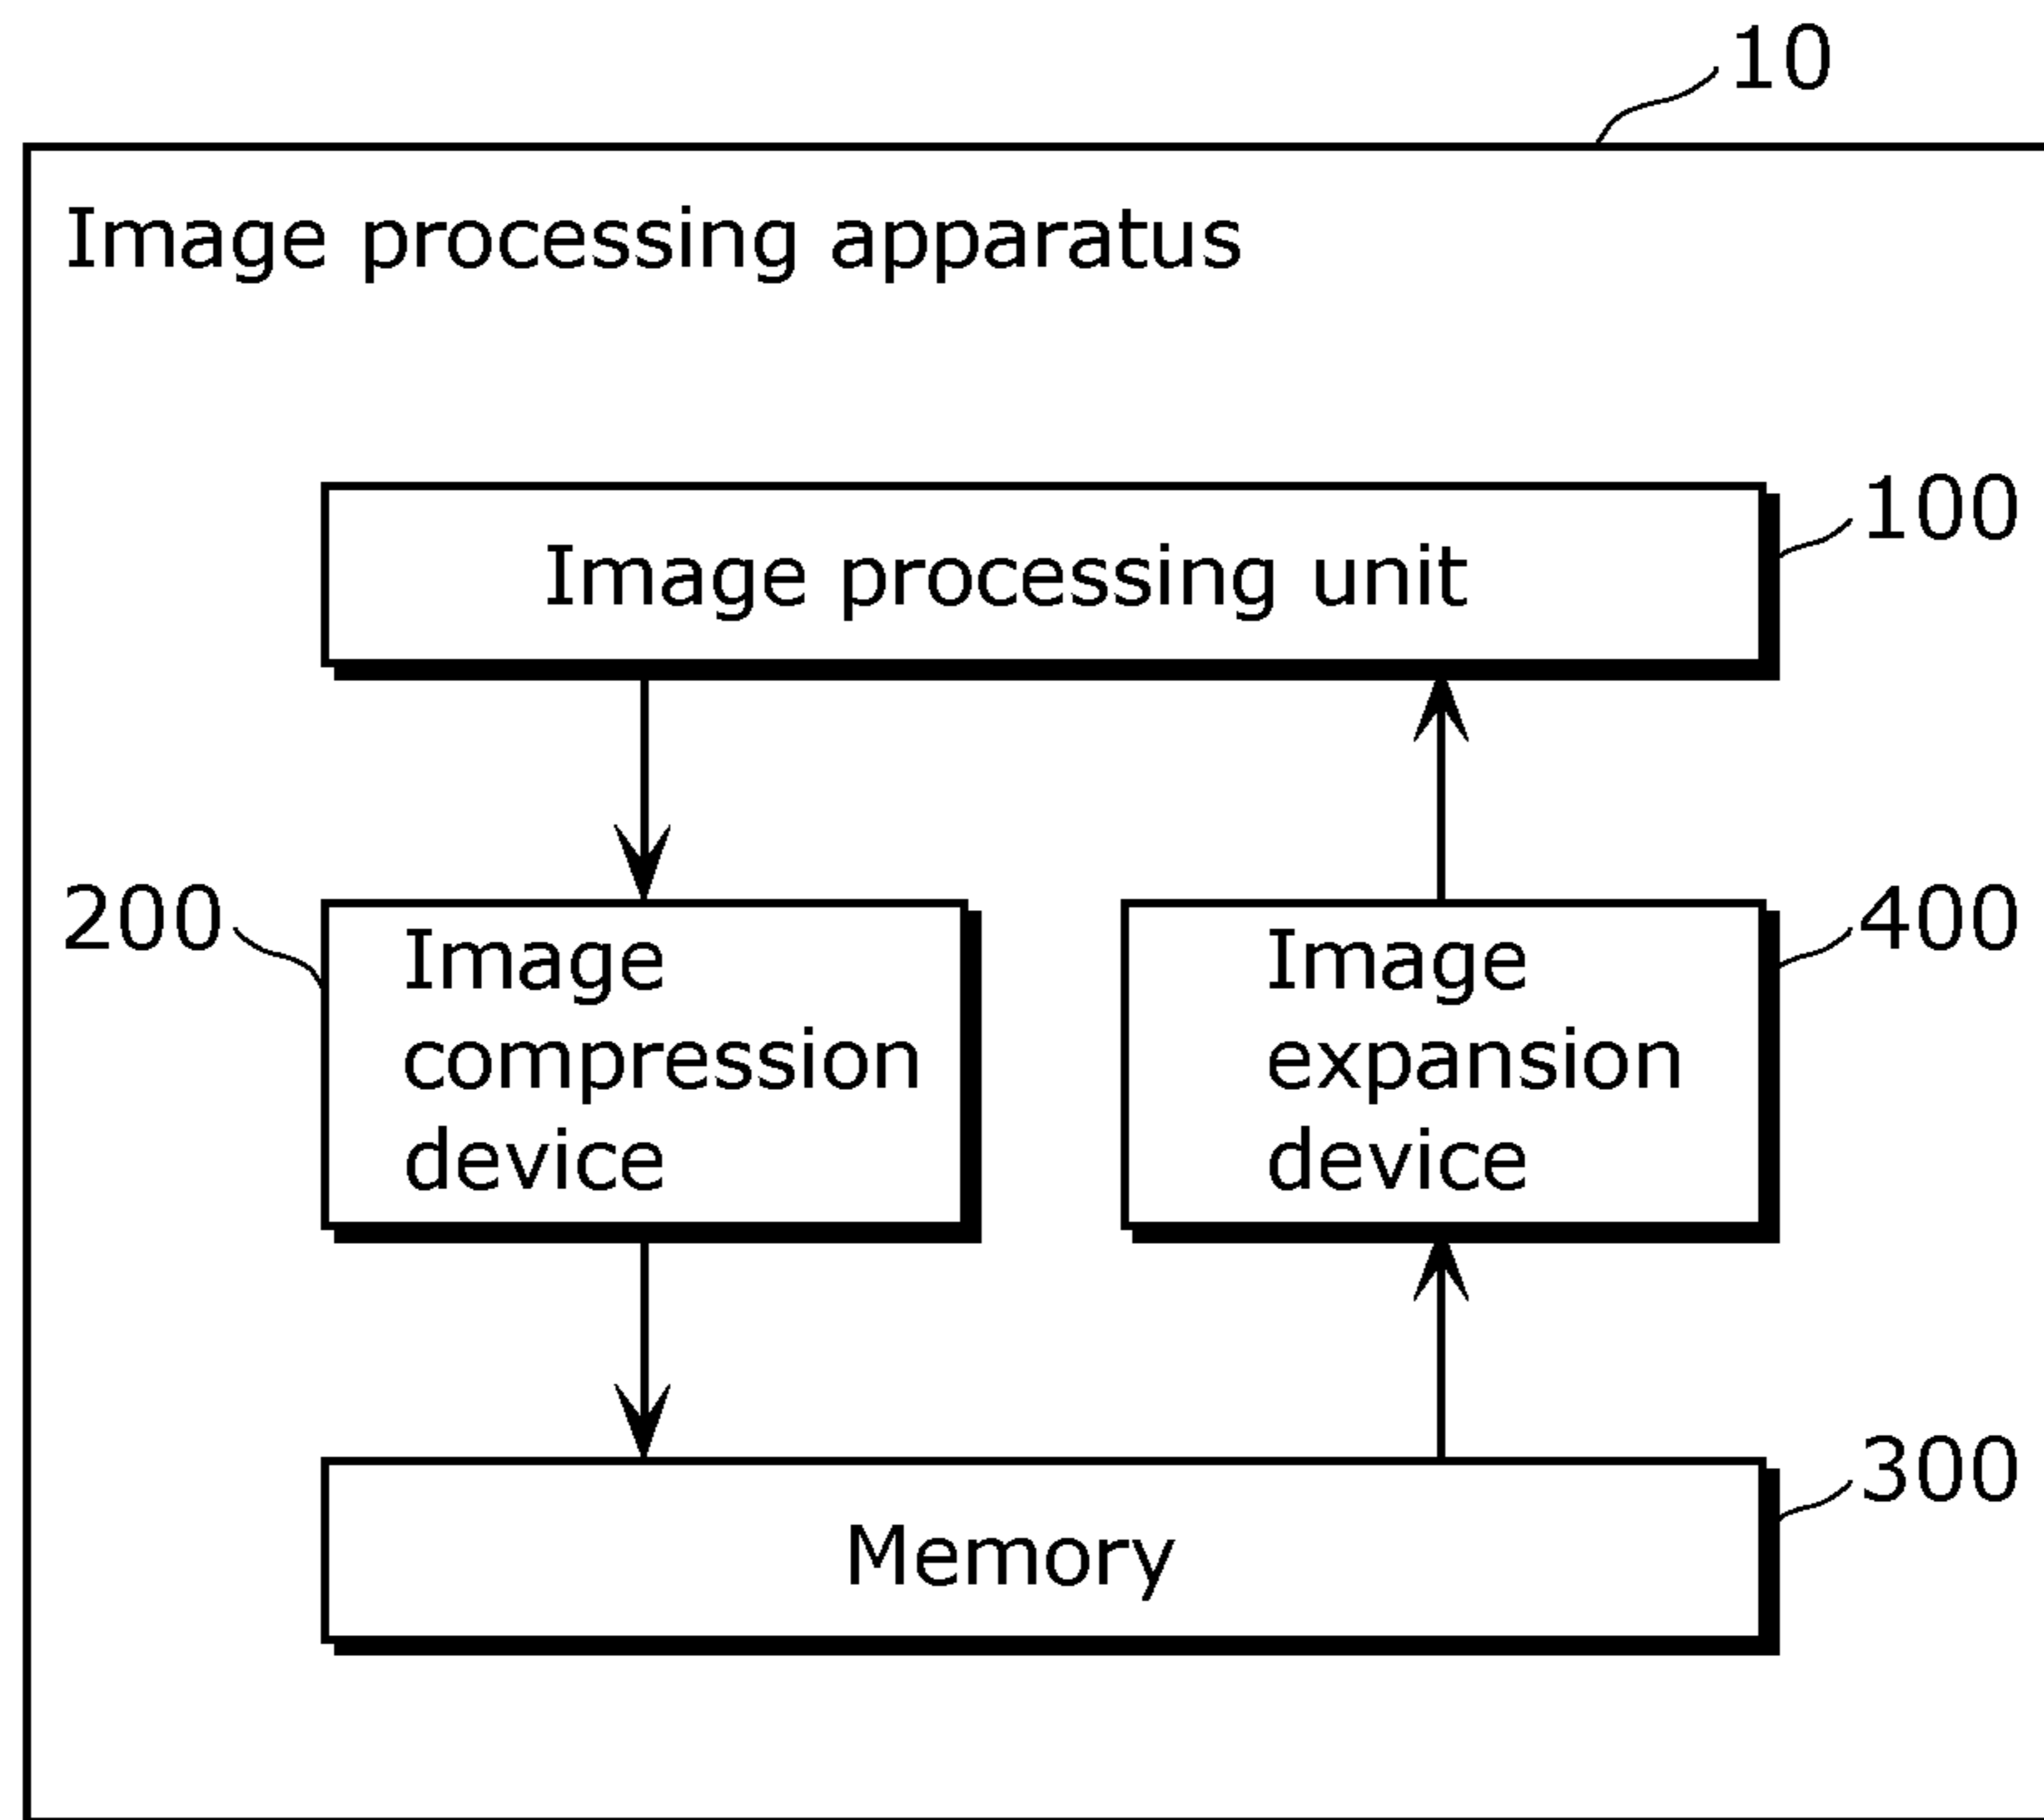 10
Image processing apparatus
100
Image processing unit
200
Image
compression
device
400
Image
expansion
device
300
Memory